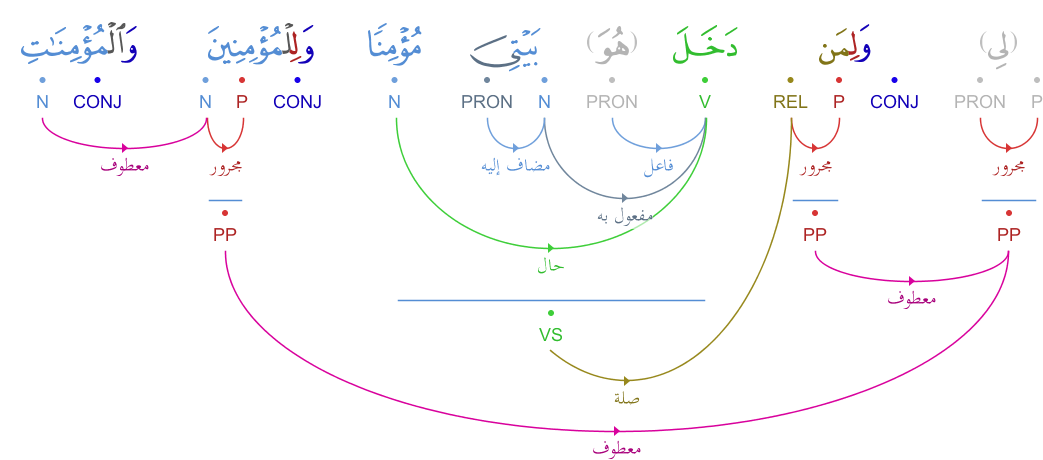 (لِي) وَلِمَن دَخَلَ (هُوَ) بَيْتِىَ مُؤْمِنًا وَلِلْمُؤْمِنِينَ وَٱلْمُؤْمِنَـٰتِ
P PRON CONJ P REL V PRON N PRON N CONJ P N CONJ N
مجرور مجرور فاعل مضاف إليه مجرور معطوف
مفعول به
PP PP PP
حال
معطوف
VS
صلة
معطوف